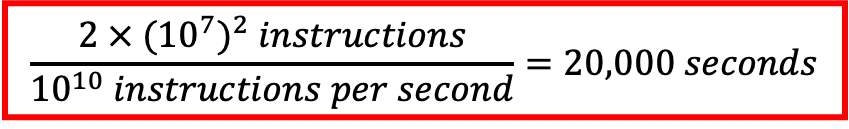 2 × (10⁷)² instructions
10¹⁰ instructions per second
= 20,000 seconds